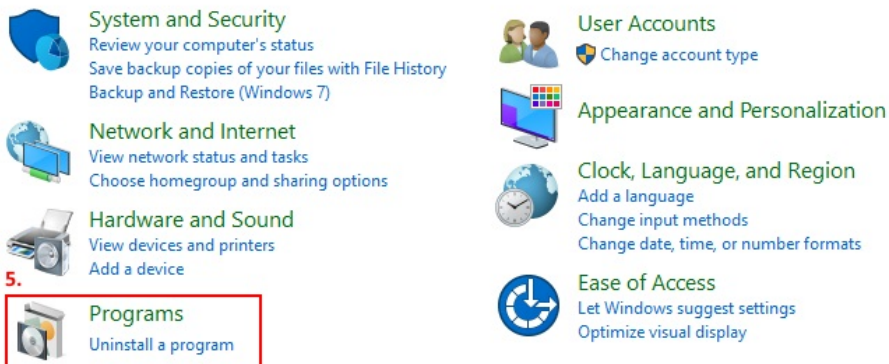 System and Security
Review your computer's status
Save backup copies of your files with File History
Backup and Restore (Windows 7)
Network and Internet
View network status and tasks
Choose homegroup and sharing options
Hardware and Sound
View devices and printers
Add a device
5.
Programs
Uninstall a program
User Accounts
Change account type
Appearance and Personalization
Clock, Language, and Region
Add a language
Change input methods
Change date, time, or number formats
Ease of Access
Let Windows suggest settings
Optimize visual display